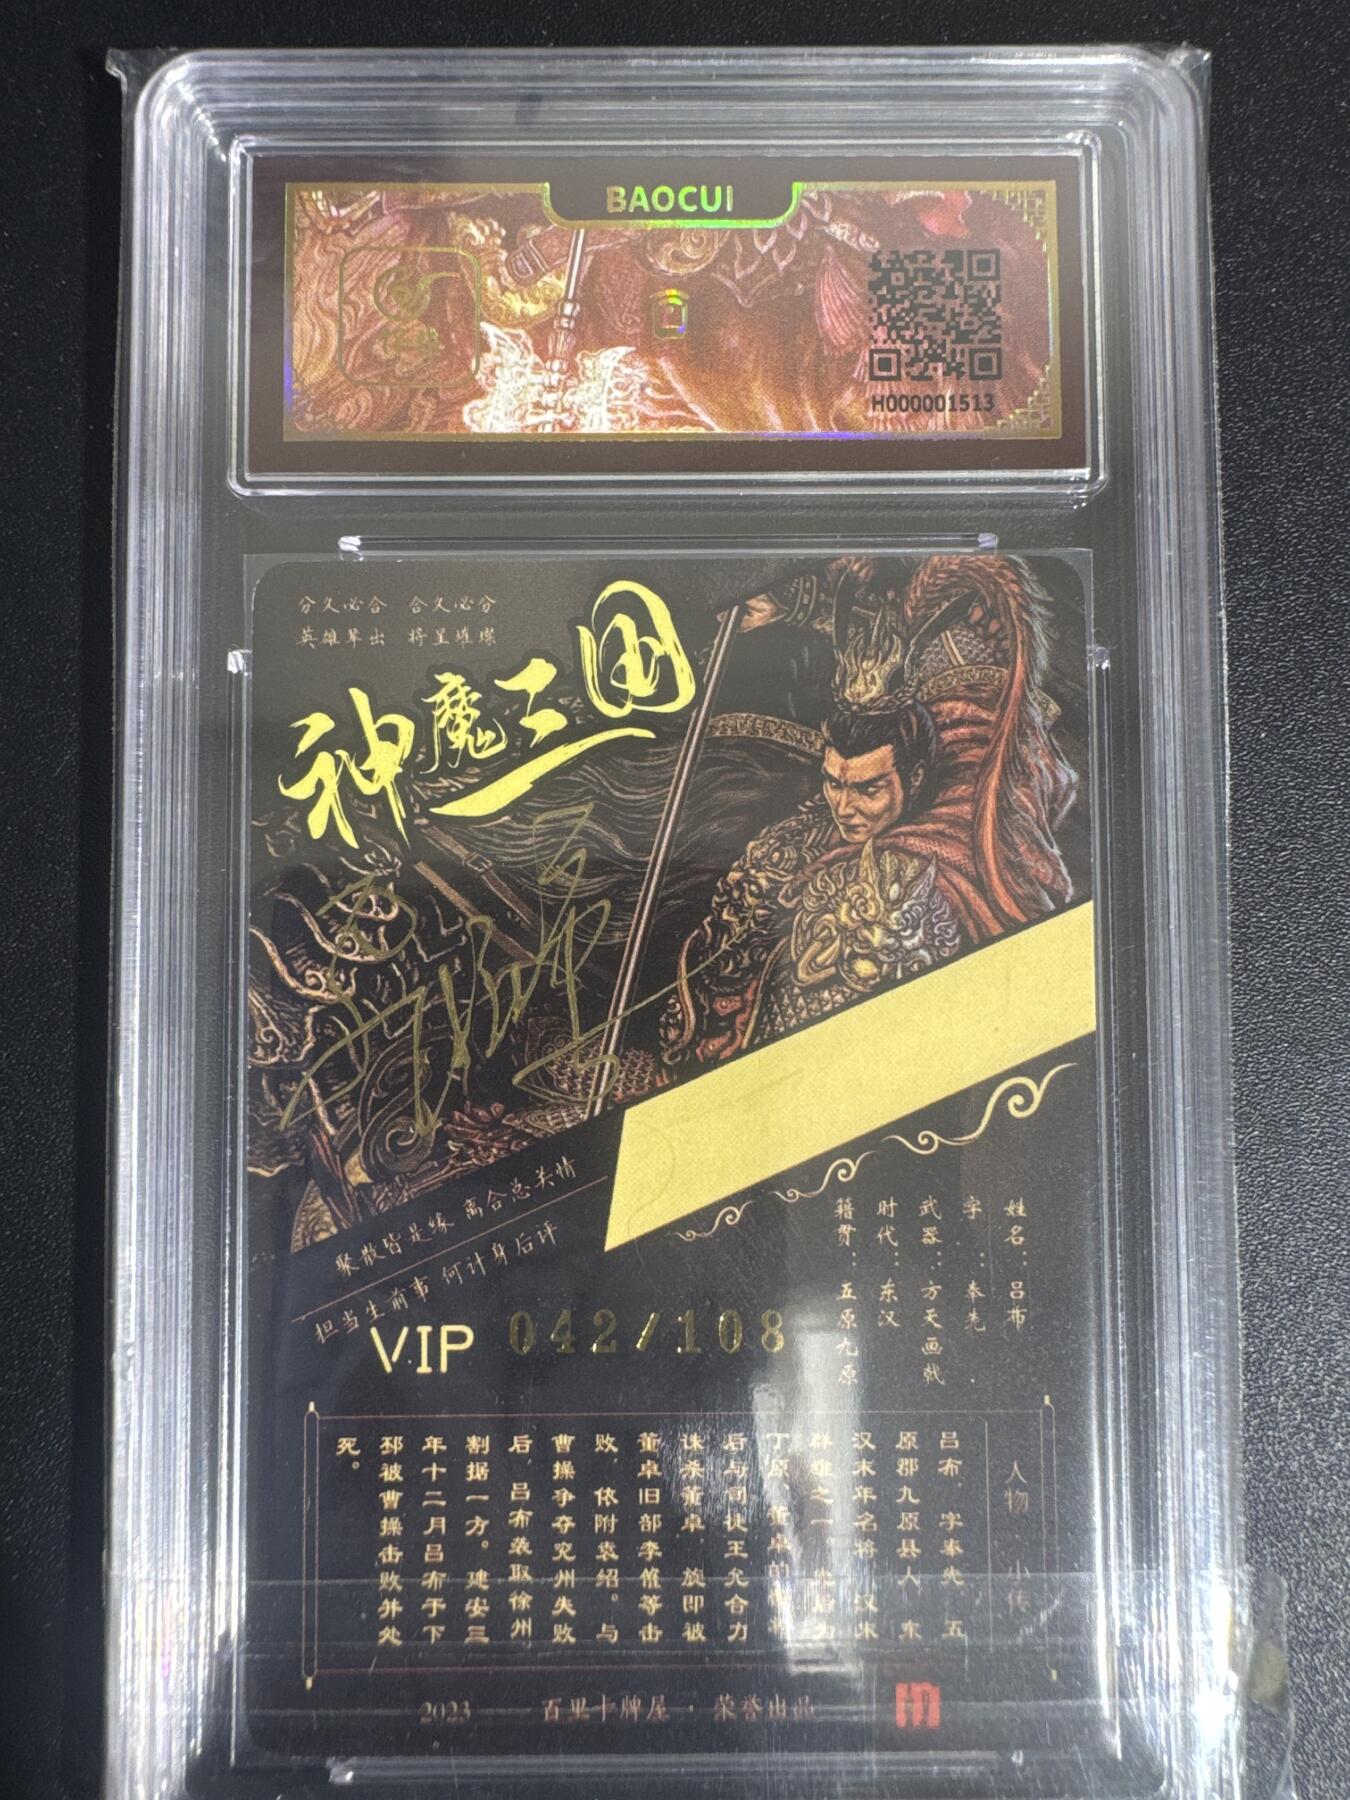 BAOCUI
H000001513
分久必合 合久必分
英雄辈出 将星璀璨
神魔三国
聚散皆是缘 离合总关情
担当生前事 何计身后评
姓名：吕布
字：奉先
武器：方天画戟
时代：东汉
籍贯：五原九原
VIP 042/108
人物·小传
吕布 字奉先 五
原郡九原县人 东
汉末年名将 汉末
群雄之一。先后为
丁原、董卓的
后与司徒王允合力
诛杀董卓，旋即被
董卓旧部李傕等击
败，依附袁绍。与
曹操争夺兖州失败
后，吕布袭取徐州
割据一方。建安三
年十二月吕布于下
邳被曹操击败并处
死。
2023 —— 百里卡牌屋·荣誉出品